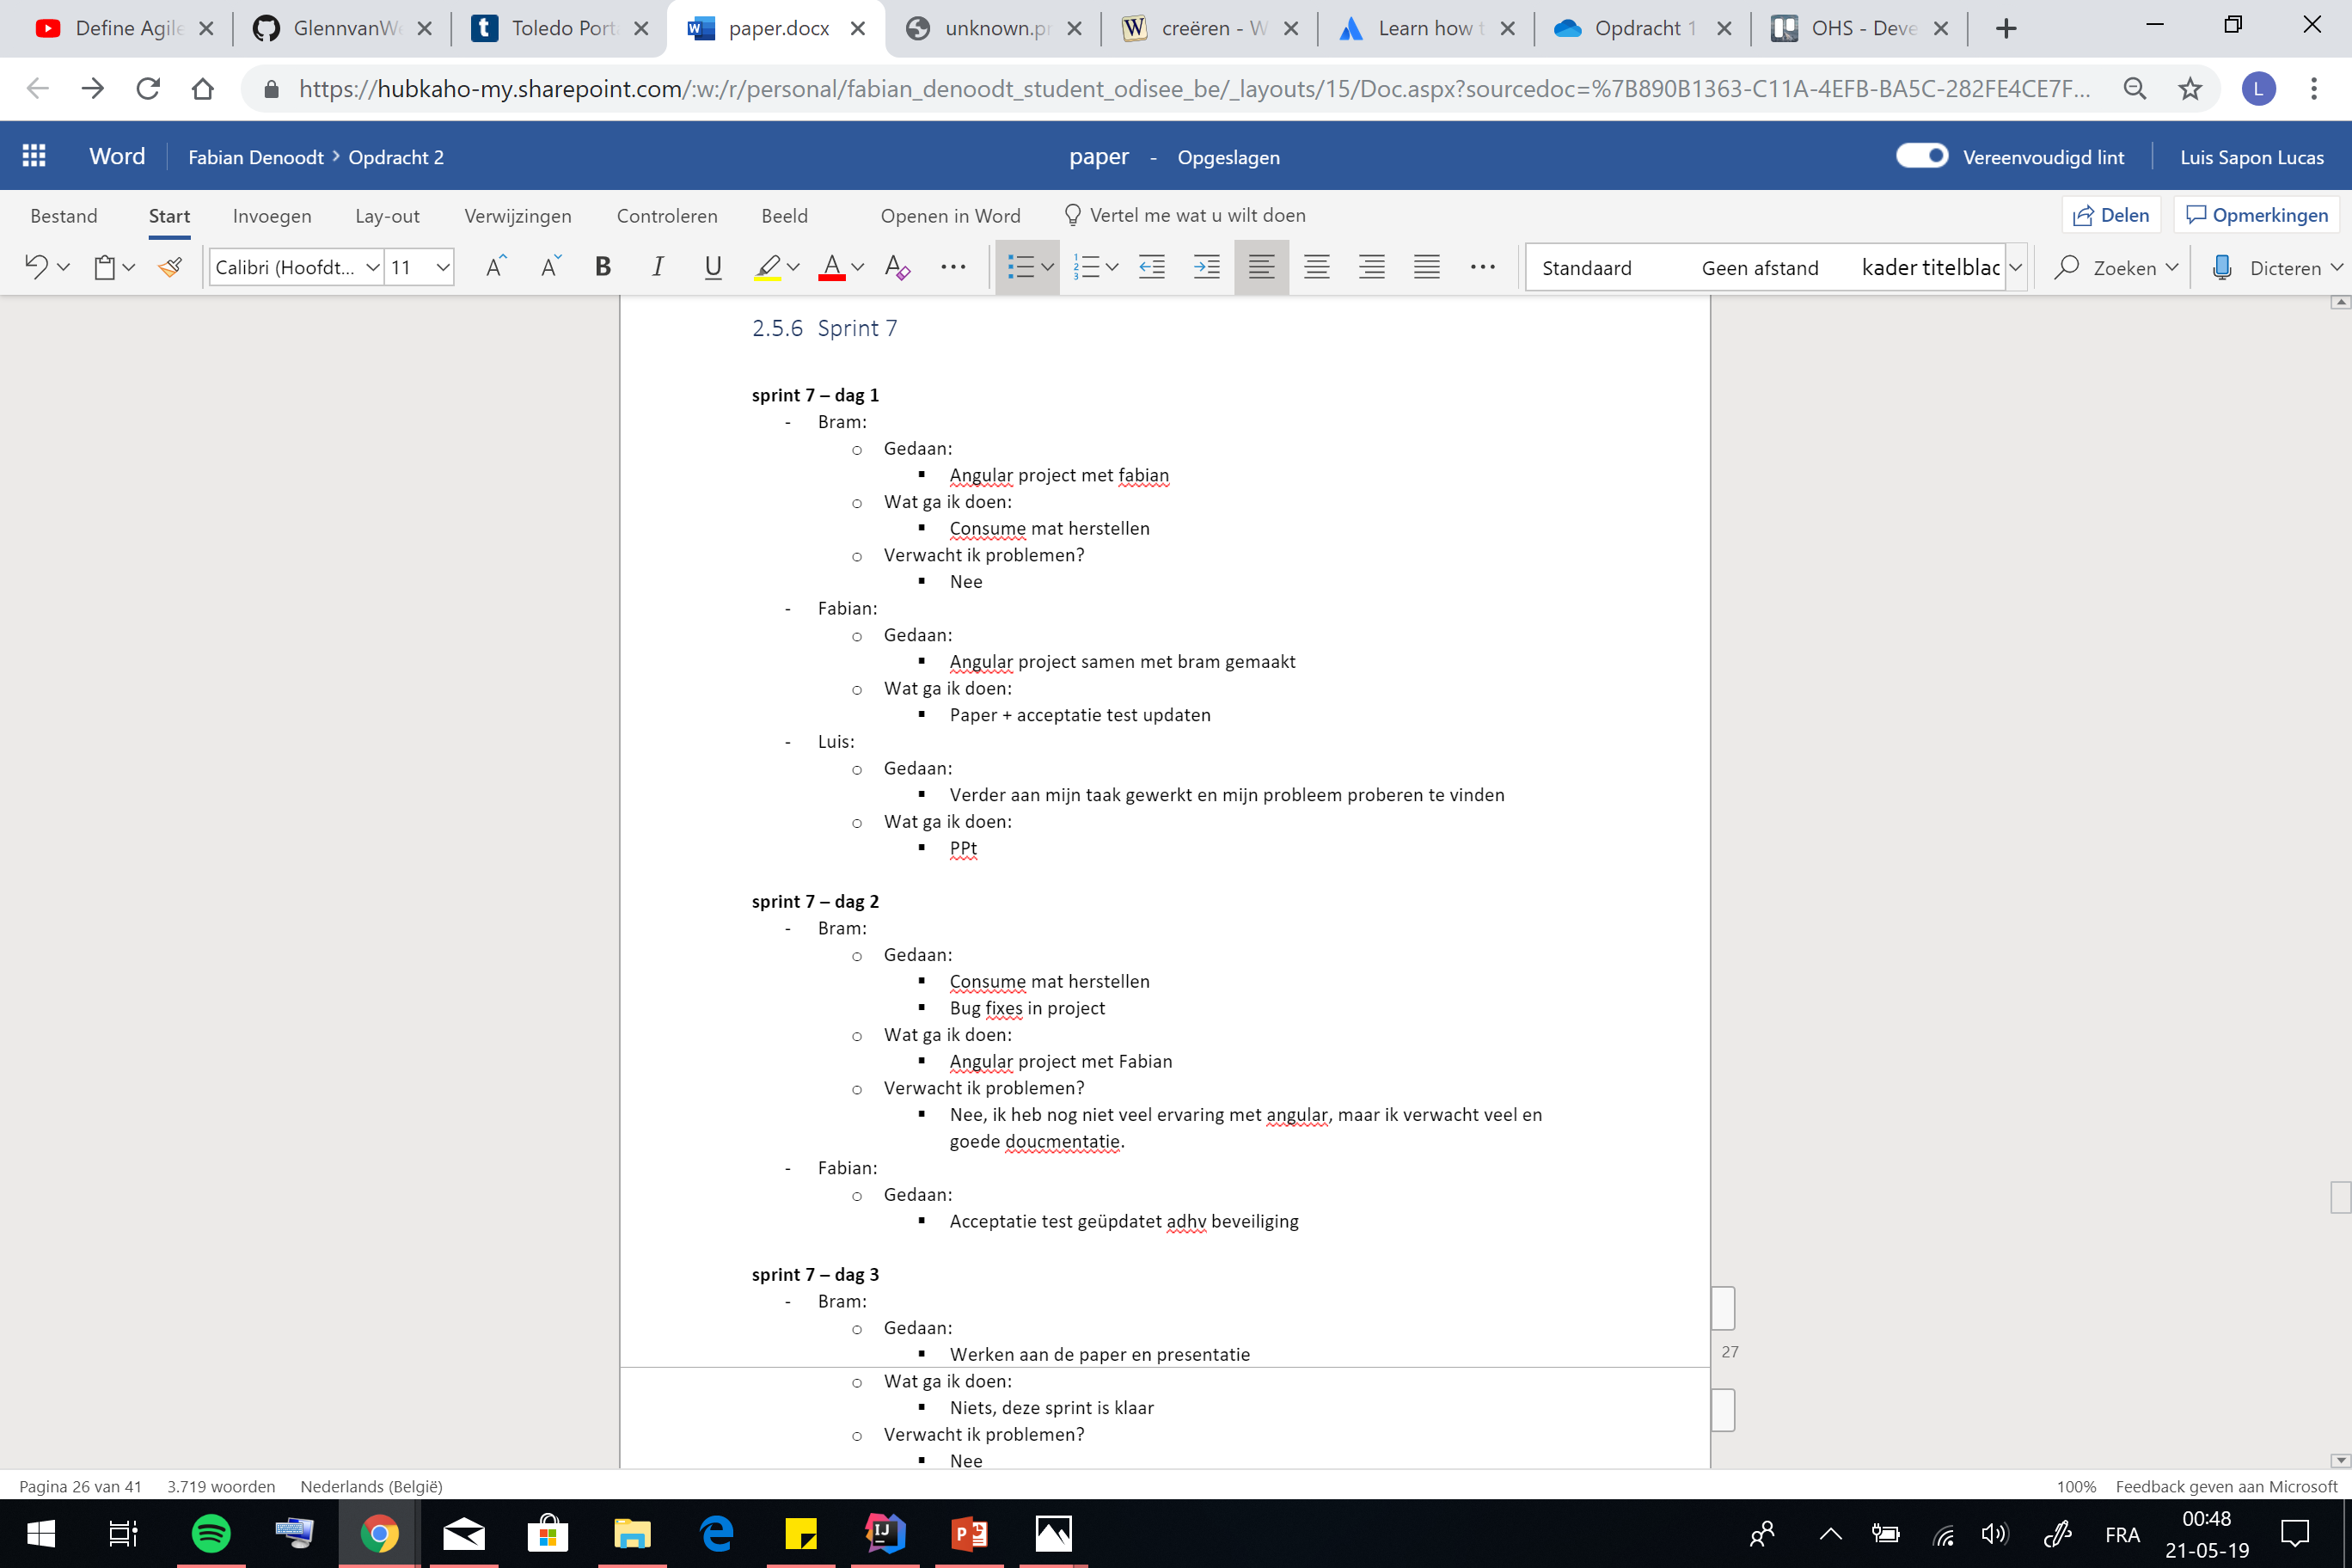 Define Agile
GlennvanWe
Toledo Porta
paper.docx
unknown.pr
creëren - W
Learn how t
Opdracht 1
OHS - Deve
https://hubkaho-my.sharepoint.com/:w:/r/personal/fabian_denoodt_student_odisee_be/_layouts/15/Doc.aspx?sourcedoc=%7B890B1363-C11A-4EFB-BA5C-282FE4CE7F...
L
Word Fabian Denoodt > Opdracht 2
paper - Opgeslagen
Vereenvoudigd lint Luis Sapon Lucas
Bestand Start Invoegen Lay-out Verwijzingen Controleren Beeld Openen in Word Vertel me wat u wilt doen Delen Opmerkingen
Calibri (Hoofdt... 11 B I U A Standaard Geen afstand kader titelblac Zoeken Dicteren
2.5.6 Sprint 7
sprint 7 – dag 1
- Bram:
o Gedaan:
▪ Angular project met fabian
o Wat ga ik doen:
▪ Consume mat herstellen
o Verwacht ik problemen?
▪ Nee
- Fabian:
o Gedaan:
▪ Angular project samen met bram gemaakt
o Wat ga ik doen:
▪ Paper + acceptatie test updaten
- Luis:
o Gedaan:
▪ Verder aan mijn taak gewerkt en mijn probleem proberen te vinden
o Wat ga ik doen:
▪ PPt
sprint 7 – dag 2
- Bram:
o Gedaan:
▪ Consume mat herstellen
▪ Bug fixes in project
o Wat ga ik doen:
▪ Angular project met Fabian
o Verwacht ik problemen?
▪ Nee, ik heb nog niet veel ervaring met angular, maar ik verwacht veel en
goede doucmentatie.
- Fabian:
o Gedaan:
▪ Acceptatie test geüpdatet adhv beveiliging
sprint 7 – dag 3
- Bram:
o Gedaan:
▪ Werken aan de paper en presentatie
27
o Wat ga ik doen:
▪ Niets, deze sprint is klaar
o Verwacht ik problemen?
▪ Nee
Pagina 26 van 41 3.719 woorden Nederlands (België) 100% Feedback geven aan Microsoft
FRA
00:48
21-05-19